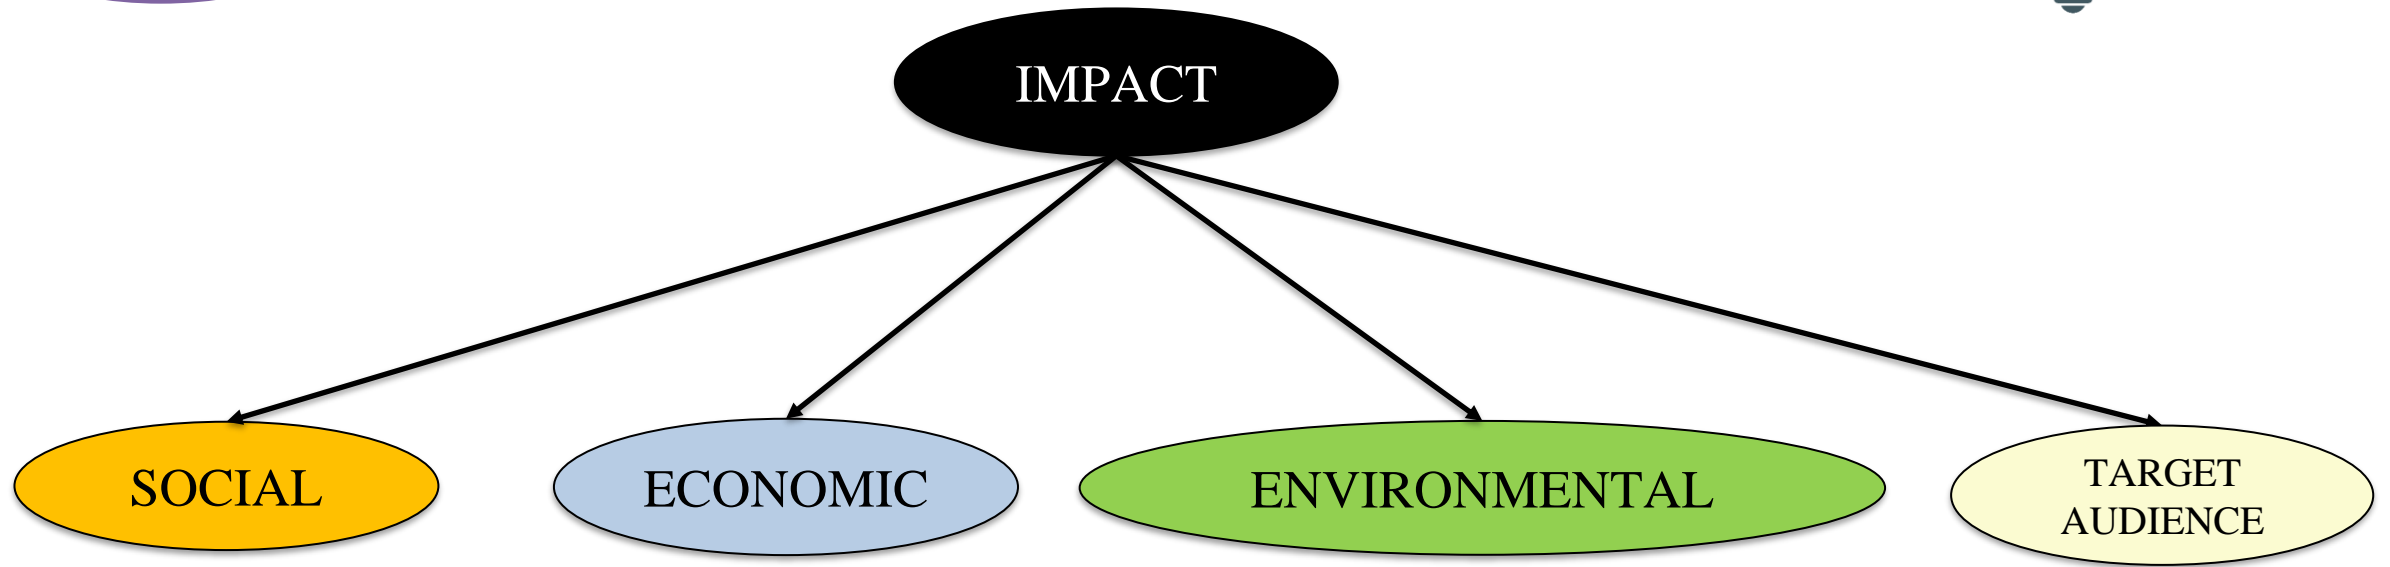 IMPACT
SOCIAL
ECONOMIC
ENVIRONMENTAL
TARGET
AUDIENCE